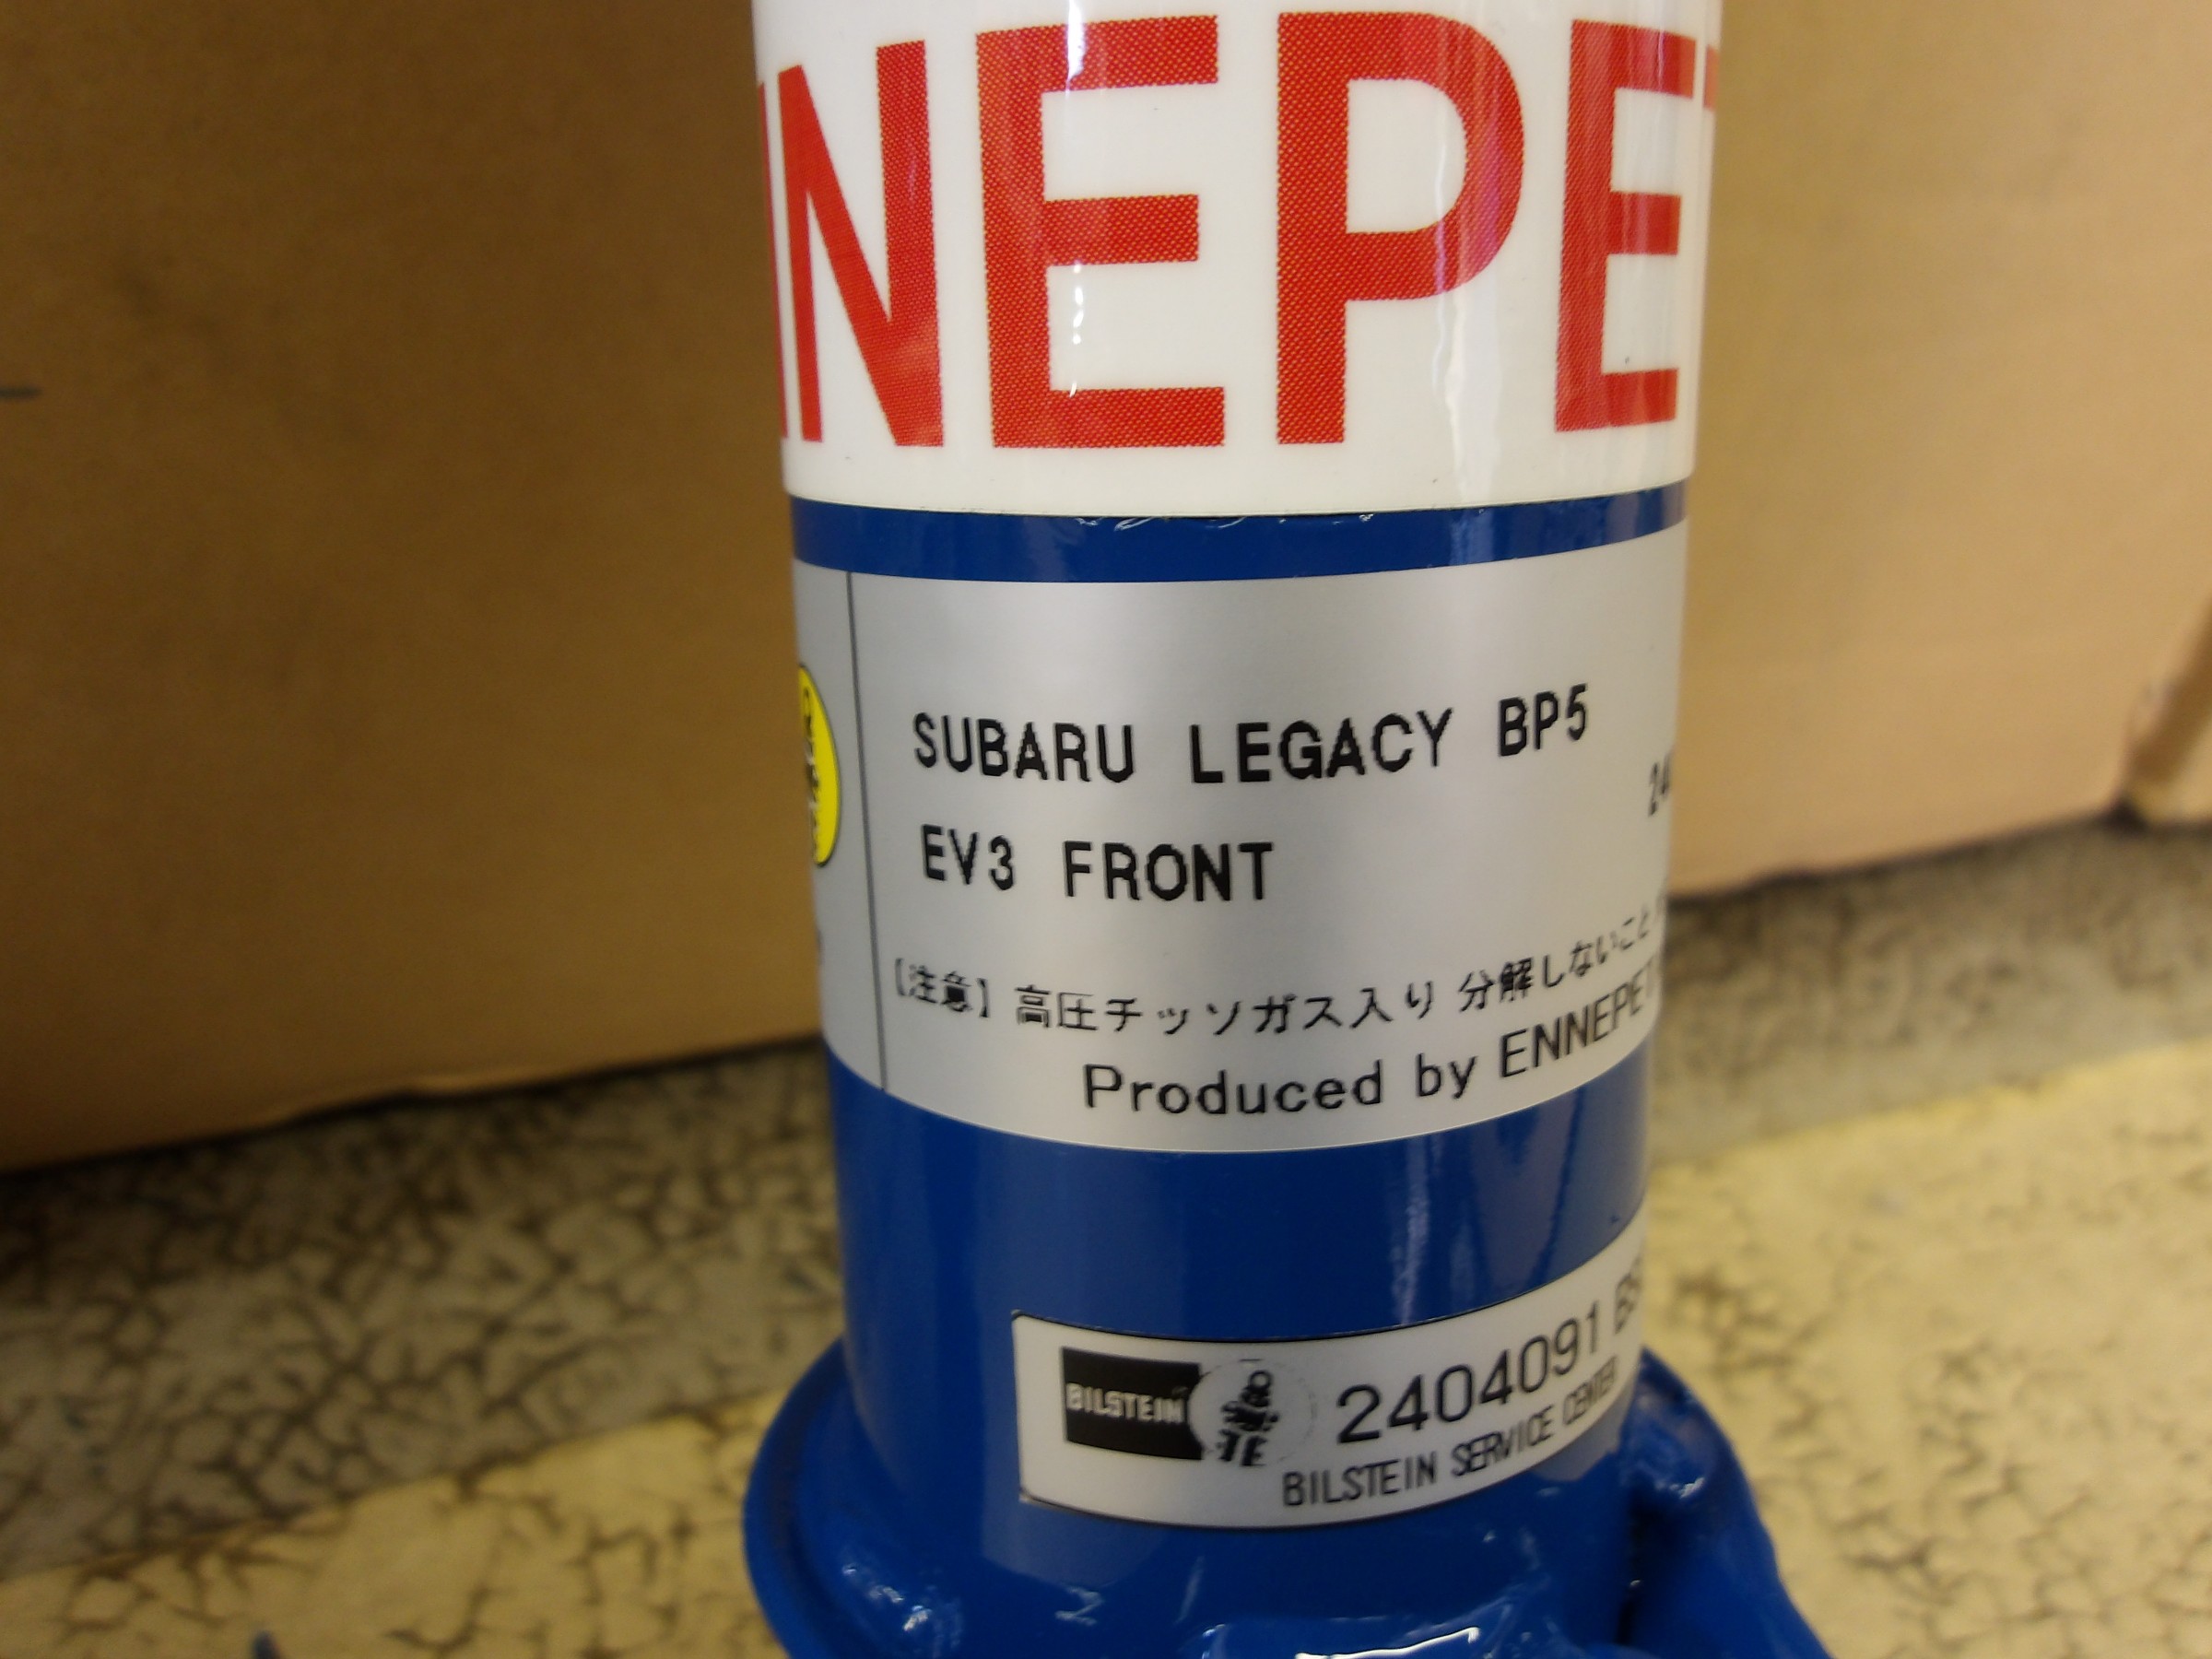 ENNEPE
SUBARU LEGACY BP5
EV3 FRONT
【注意】高圧チッソガス入り 分解しないこと
Produced by ENNEPET
BILSTEIN
2404091
BILSTEIN SERVICE CENTER